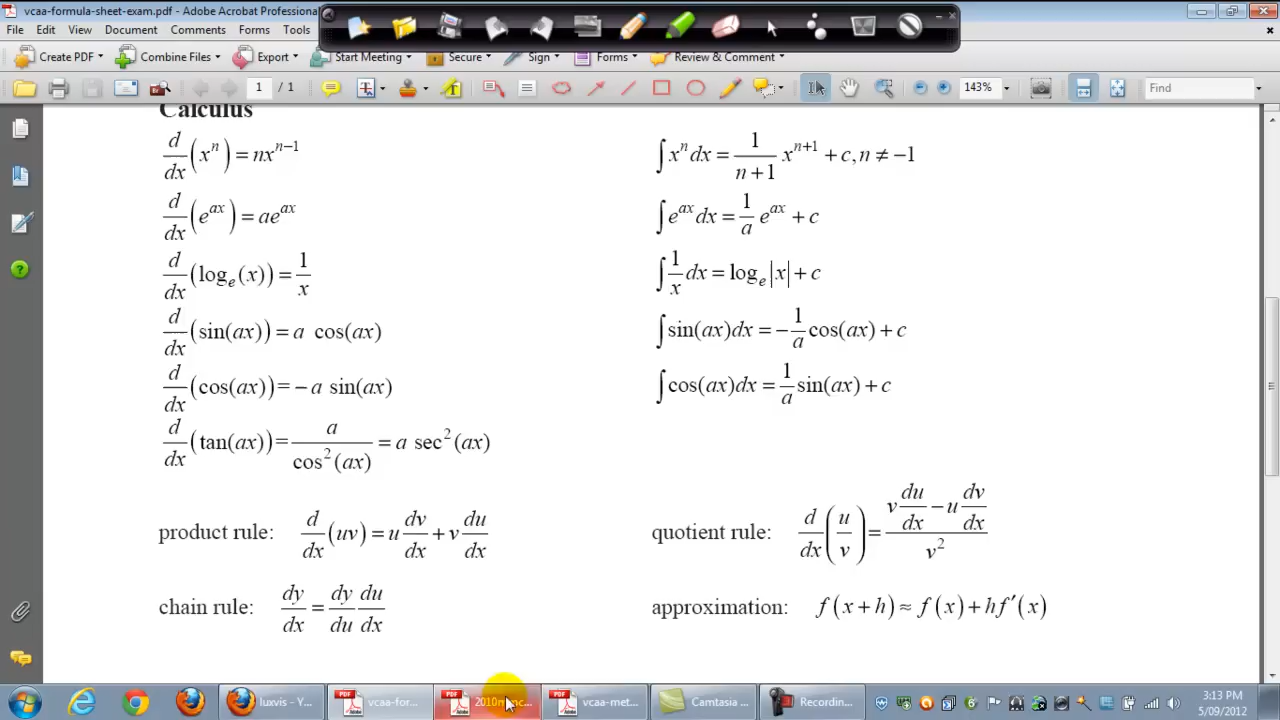 vcaa-formula-sheet-exam.pdf - Adobe Acrobat Professional
File Edit View Document Comments Forms Tools
Create PDF Combine Files Export Start Meeting Secure Sign Forms Review & Comment
1 / 1 143% Find
Calculus
d/dx (xⁿ) = nxⁿ⁻¹ ∫ xⁿ dx = 1/(n+1) xⁿ⁺¹ + c, n ≠ −1
d/dx (e^{ax}) = ae^{ax} ∫ e^{ax} dx = 1/a e^{ax} + c
d/dx (logₑ(x)) = 1/x ∫ 1/x dx = logₑ|x| + c
d/dx (sin(ax)) = a cos(ax) ∫ sin(ax)dx = −1/a cos(ax) + c
d/dx (cos(ax)) = −a sin(ax) ∫ cos(ax)dx = 1/a sin(ax) + c
d/dx (tan(ax)) = a/cos²(ax) = a sec²(ax)
product rule: d/dx (uv) = u dv/dx + v du/dx quotient rule: d/dx (u/v) = (v du/dx − u dv/dx)/v²
chain rule: dy/dx = dy/du du/dx approximation: f(x + h) ≈ f(x) + hf′(x)
luxvis - Y... vcaa-for... vcaa-met... Camtasia ... Recordin...
3:13 PM
5/09/2012